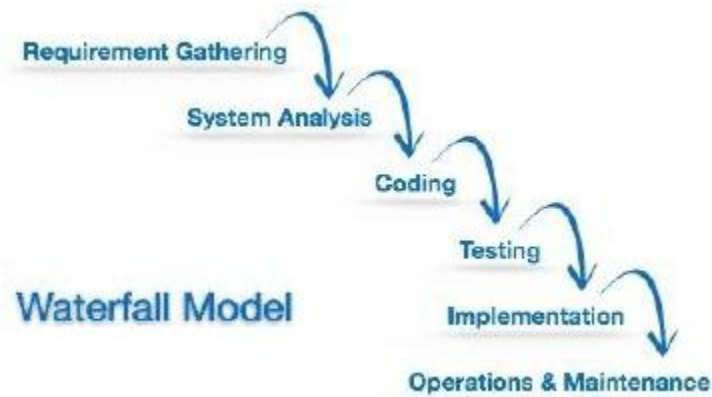 Requirement Gathering
System Analysis
Coding
Testing
Waterfall Model
Implementation
Operations & Maintenance